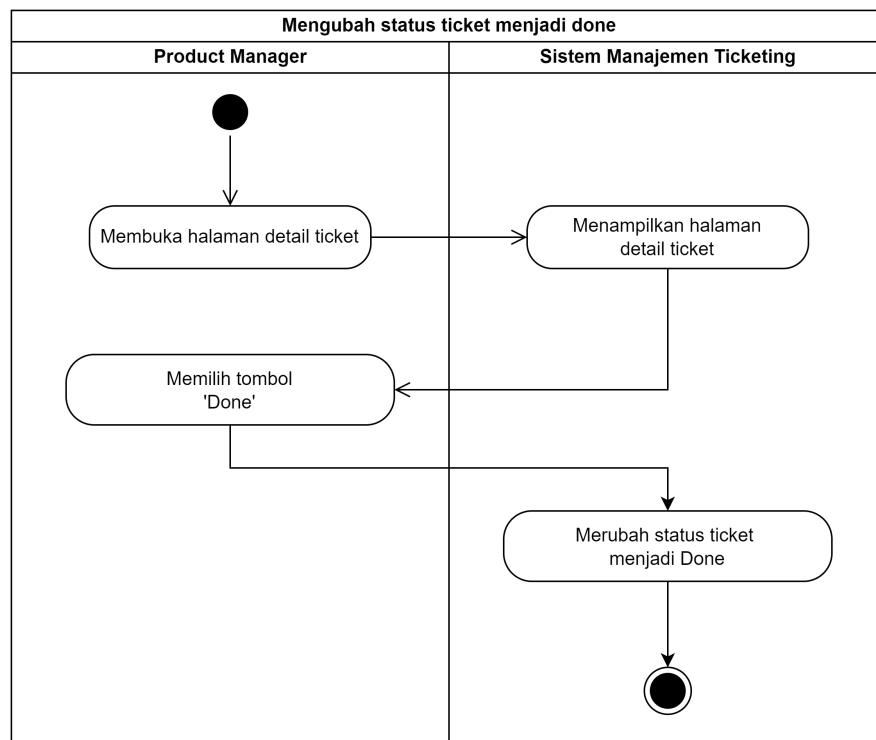 Mengubah status ticket menjadi done
Product Manager
Sistem Manajemen Ticketing
Membuka halaman detail ticket
Menampilkan halaman
detail ticket
Memilih tombol
'Done'
Merubah status ticket
menjadi Done